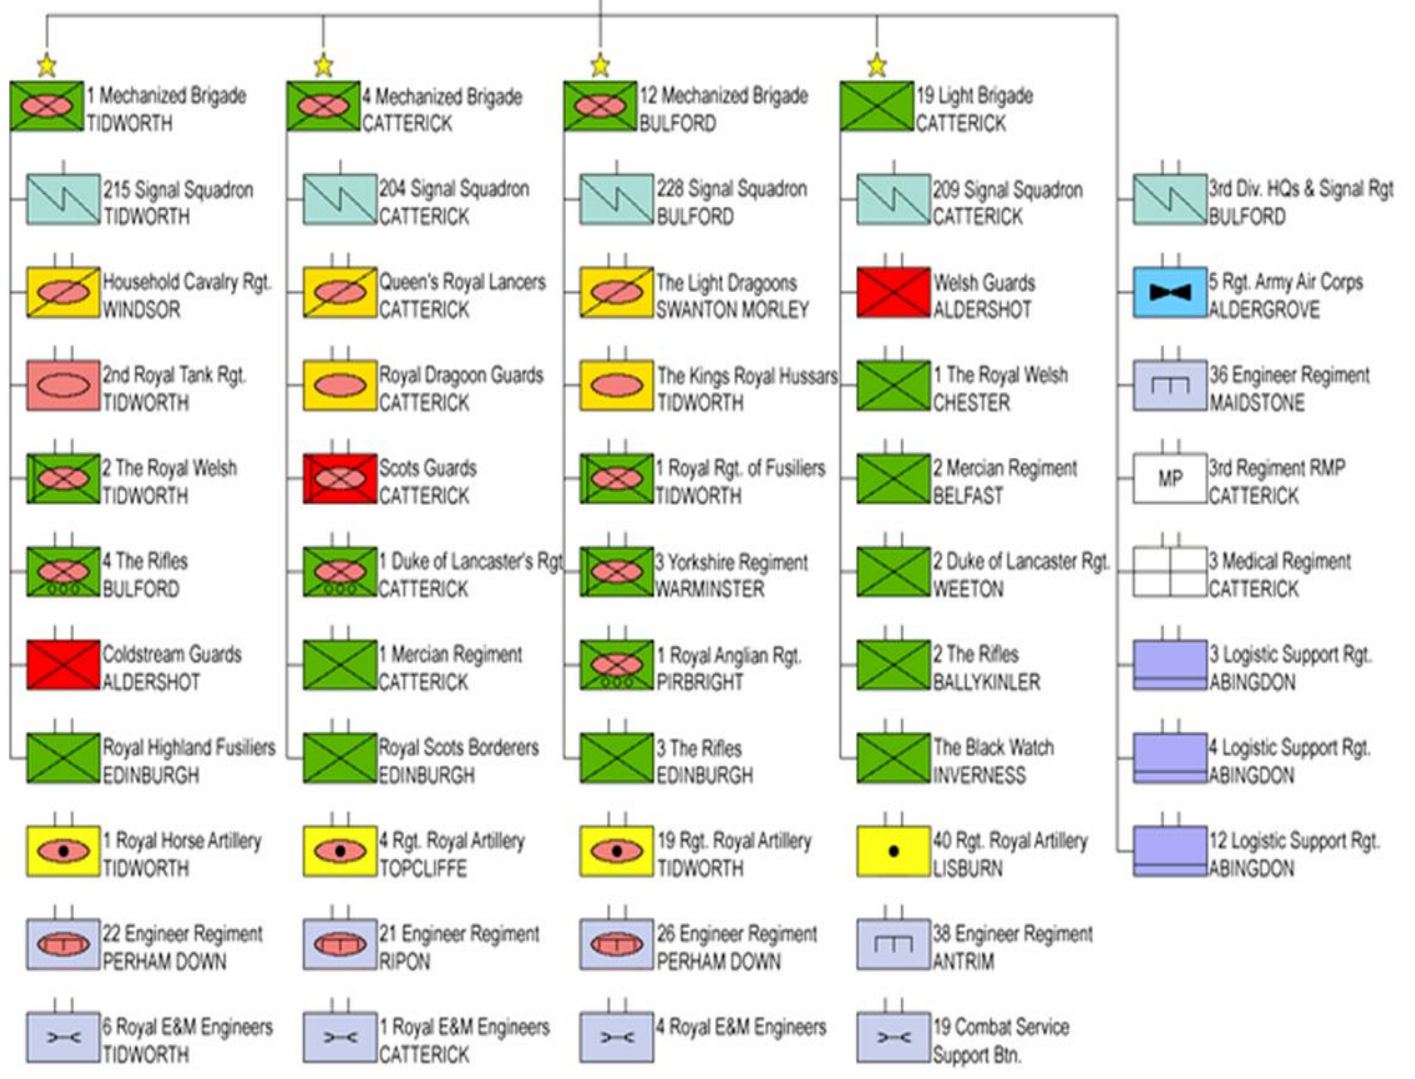 1 Mechanized Brigade
TIDWORTH
4 Mechanized Brigade
CATTERICK
12 Mechanized Brigade
BULFORD
19 Light Brigade
CATTERICK
215 Signal Squadron
TIDWORTH
204 Signal Squadron
CATTERICK
228 Signal Squadron
BULFORD
209 Signal Squadron
CATTERICK
3rd Div. HQs & Signal Rgt
BULFORD
Household Cavalry Rgt.
WINDSOR
Queen's Royal Lancers
CATTERICK
The Light Dragoons
SWANTON MORLEY
Welsh Guards
ALDERSHOT
5 Rgt. Army Air Corps
ALDERGROVE
2nd Royal Tank Rgt.
TIDWORTH
Royal Dragoon Guards
CATTERICK
The Kings Royal Hussars
TIDWORTH
1 The Royal Welsh
CHESTER
36 Engineer Regiment
MAIDSTONE
2 The Royal Welsh
TIDWORTH
Scots Guards
CATTERICK
1 Royal Rgt. of Fusiliers
TIDWORTH
2 Mercian Regiment
BELFAST
MP
3rd Regiment RMP
CATTERICK
4 The Rifles
BULFORD
1 Duke of Lancaster's Rgt
CATTERICK
3 Yorkshire Regiment
WARMINSTER
2 Duke of Lancaster Rgt.
WEETON
3 Medical Regiment
CATTERICK
Coldstream Guards
ALDERSHOT
1 Mercian Regiment
CATTERICK
1 Royal Anglian Rgt.
PIRBRIGHT
2 The Rifles
BALLYKINLER
3 Logistic Support Rgt.
ABINGDON
Royal Highland Fusiliers
EDINBURGH
Royal Scots Borderers
EDINBURGH
3 The Rifles
EDINBURGH
The Black Watch
INVERNESS
4 Logistic Support Rgt.
ABINGDON
1 Royal Horse Artillery
TIDWORTH
4 Rgt. Royal Artillery
TOPCLIFFE
19 Rgt. Royal Artillery
TIDWORTH
40 Rgt. Royal Artillery
LISBURN
12 Logistic Support Rgt.
ABINGDON
22 Engineer Regiment
PERHAM DOWN
21 Engineer Regiment
RIPON
26 Engineer Regiment
PERHAM DOWN
38 Engineer Regiment
ANTRIM
6 Royal E&M Engineers
TIDWORTH
1 Royal E&M Engineers
CATTERICK
4 Royal E&M Engineers
19 Combat Service
Support Btn.